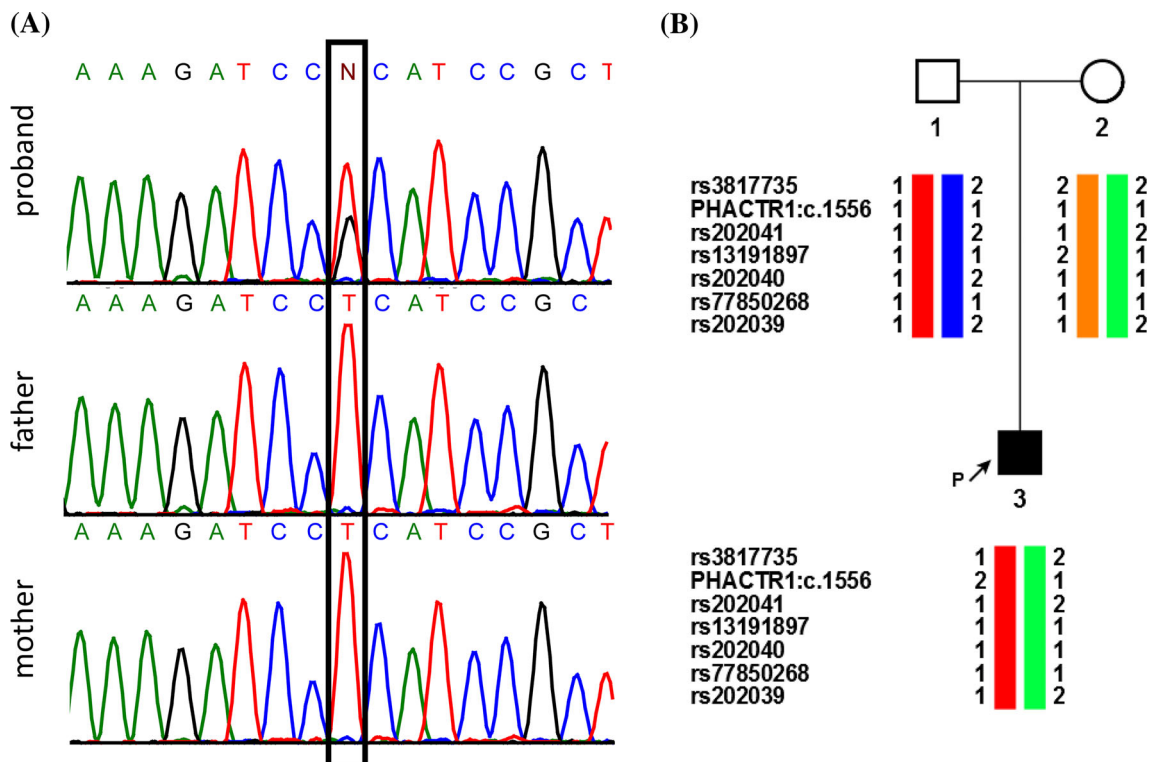 (A)
A A A G A T C C N C A T C C G C T
proband
A A A G A T C C T C A T C C G C
father
A A A G A T C C T C A T C C G C T
mother
(B)
1 2
rs3817735 1 2 2 2
PHACTR1:c.1556 1 1 1 1
rs202041 1 2 1 2
rs13191897 1 1 2 1
rs202040 1 2 1 1
rs77850268 1 1 1 1
rs202039 1 2 1 2
P
3
rs3817735 1 2
PHACTR1:c.1556 2 1
rs202041 1 2
rs13191897 1 1
rs202040 1 1
rs77850268 1 1
rs202039 1 2